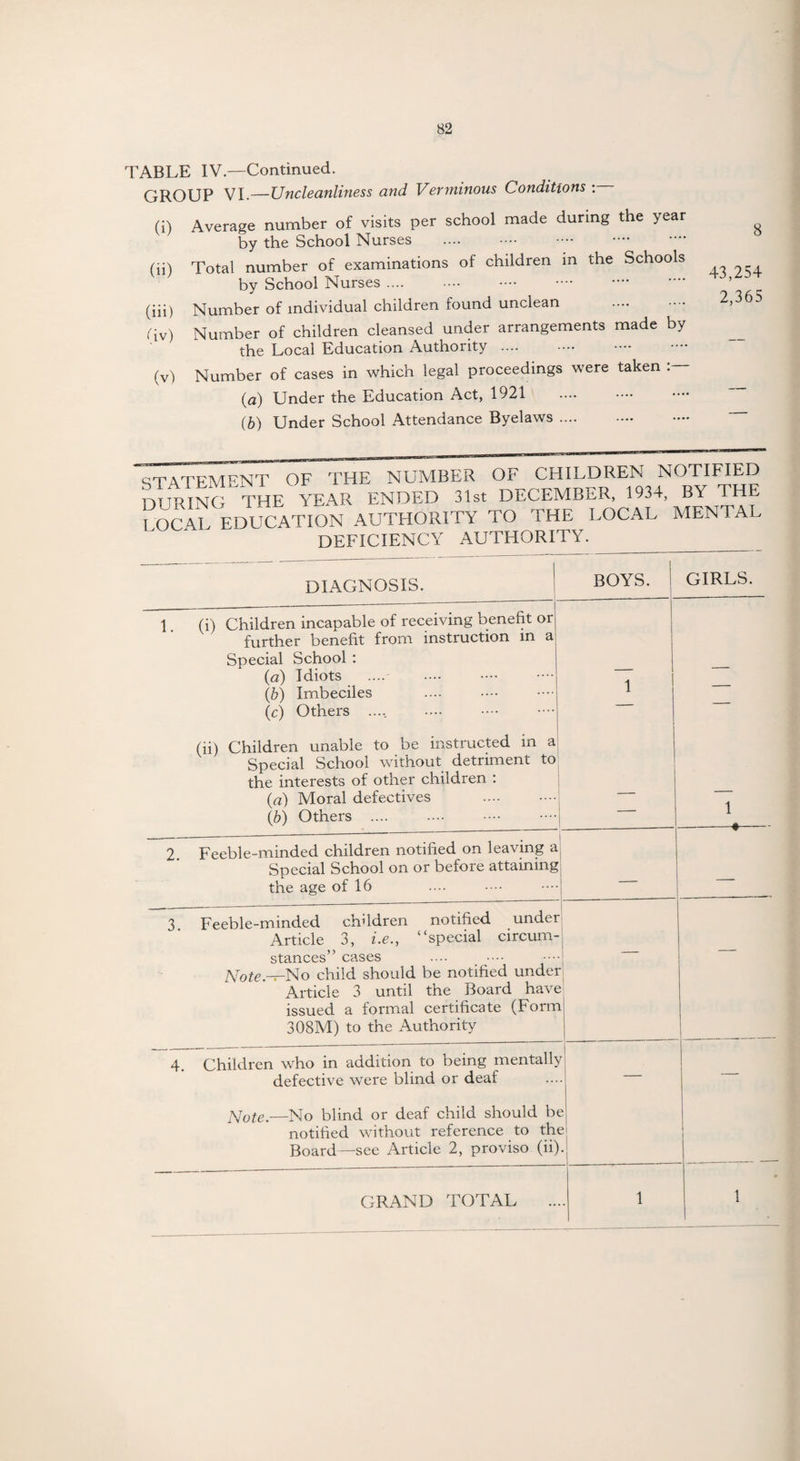 82
TABLE IV.—Continued.
GROUP VI.—Uncleanliness and Verminous Conditions :—
(i) Average number of visits per school made during the year
by the School Nurses .... .... .... .... .... 8
(ii) Total number of examinations of children in the Schools
by School Nurses .... .... .... .... .... .... 43,254
(iii) Number of individual children found unclean .... .... 2,365
(iv) Number of children cleansed under arrangements made by
the Local Education Authority .... .... .... .... —
(v) Number of cases in which legal proceedings were taken :—
(a) Under the Education Act, 1921 .... .... .... —
(b) Under School Attendance Byelaws .... .... .... —
STATEMENT OF THE NUMBER OF CHILDREN NOTIFIED
DURING THE YEAR ENDED 31st DECEMBER, 1934, BY THE
LOCAL EDUCATION AUTHORITY TO THE LOCAL MENTAL
DEFICIENCY AUTHORITY.
DIAGNOSIS. BOYS. GIRLS.
1. (i) Children incapable of receiving benefit or
further benefit from instruction in a
Special School :
(a) Idiots .... .... .... .... — —
(b) Imbeciles .... .... .... 1 —
(c) Others .... .... .... .... — —
(ii) Children unable to be instructed in a
Special School without detriment to
the interests of other children :
(a) Moral defectives .... .... — —
(b) Others .... .... .... .... — 1
2. Feeble-minded children notified on leaving a
Special School on or before attaining
the age of 16 .... .... .... — —
3. Feeble-minded children notified under
Article 3, i.e., “special circum-
stances” cases .... .... .... — —
Note.—No child should be notified under
Article 3 until the Board have
issued a formal certificate (Form
308M) to the Authority
4. Children who in addition to being mentally
defective were blind or deaf .... — —
Note.—No blind or deaf child should be
notified without reference to the
Board—see Article 2, proviso (ii).
GRAND TOTAL .... 1 1